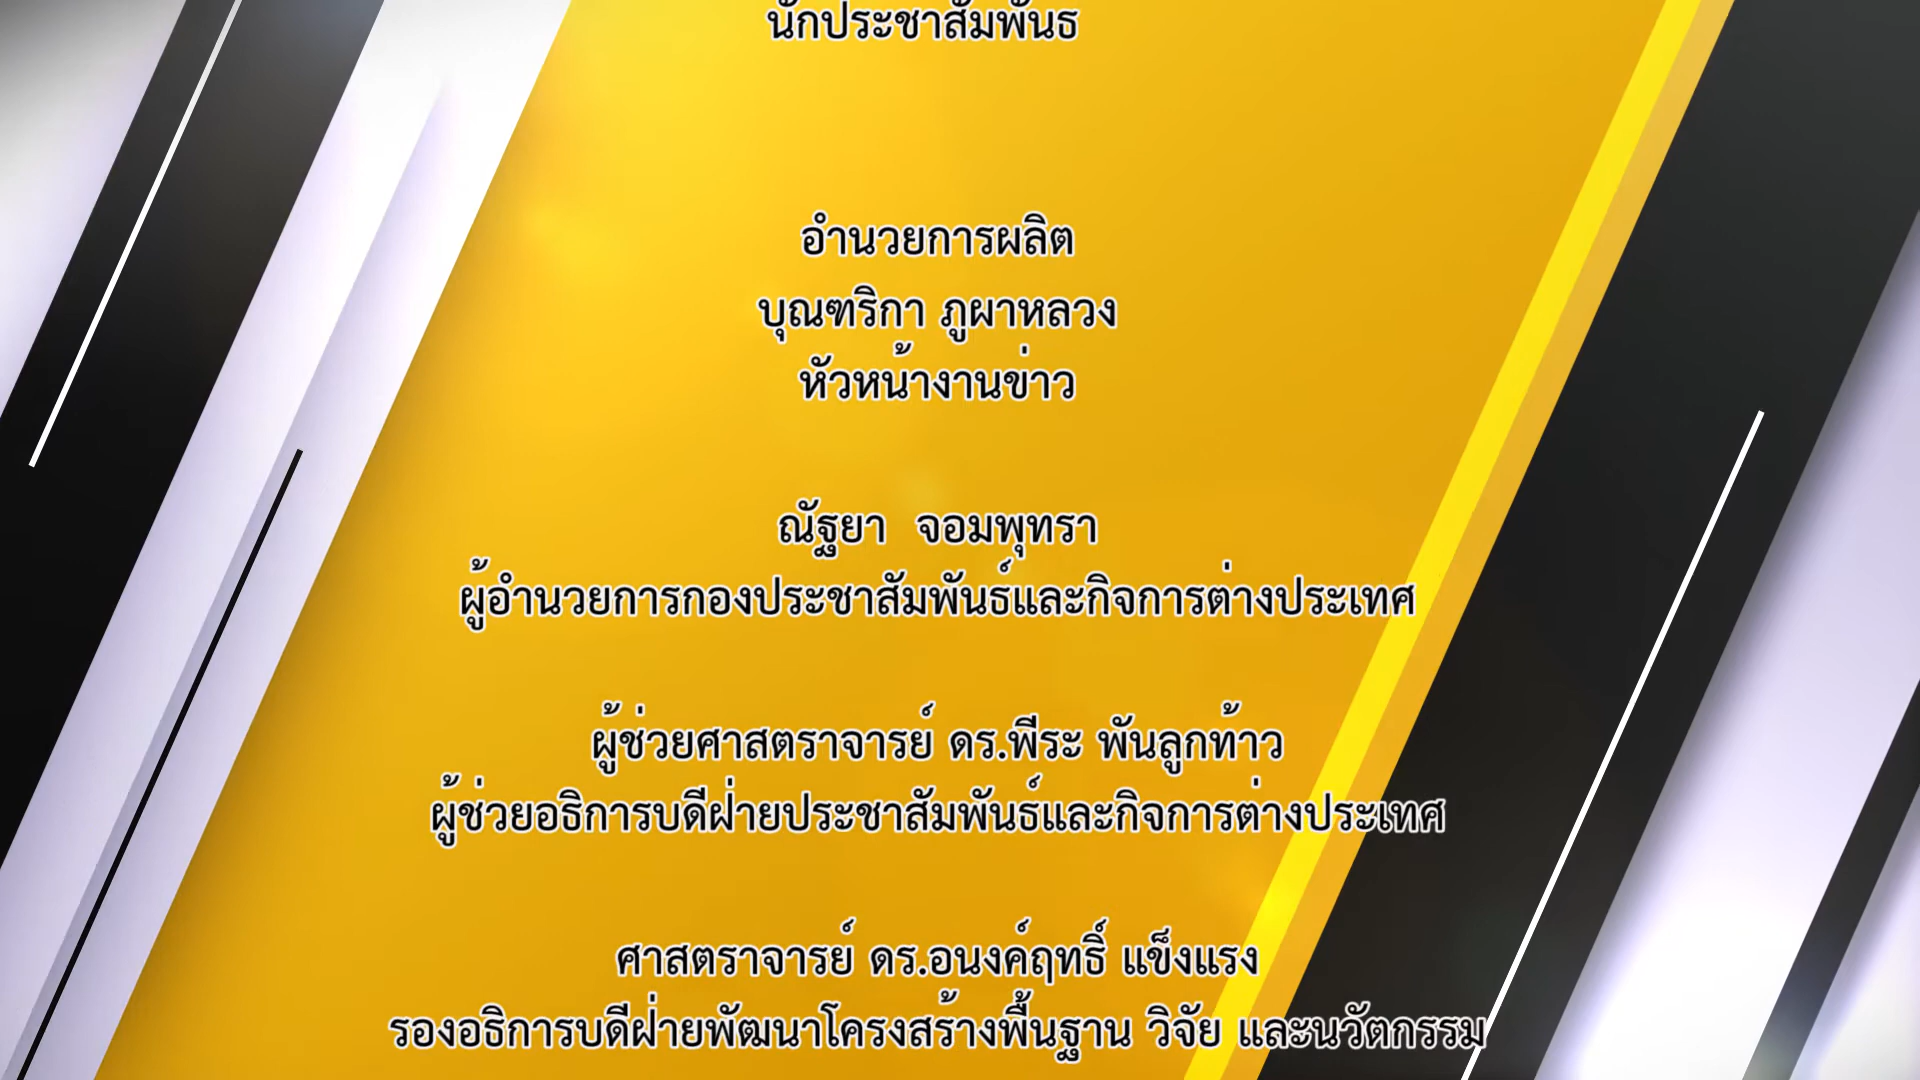 นักประชาสัมพันธ์
อำนวยการผลิต
บุณฑริกา ภูผาหลวง
หัวหน้างานข่าว
ณัฐยา จอมพุทรา
ผู้อำนวยการกองประชาสัมพันธ์และกิจการต่างประเทศ
ผู้ช่วยศาสตราจารย์ ดร.พีระ พันลูกท้าว
ผู้ช่วยอธิการบดีฝ่ายประชาสัมพันธ์และกิจการต่างประเทศ
ศาสตราจารย์ ดร.อนงค์ฤทธิ์ แข็งแรง
รองอธิการบดีฝ่ายพัฒนาโครงสร้างพื้นฐาน วิจัย และนวัตกรรม